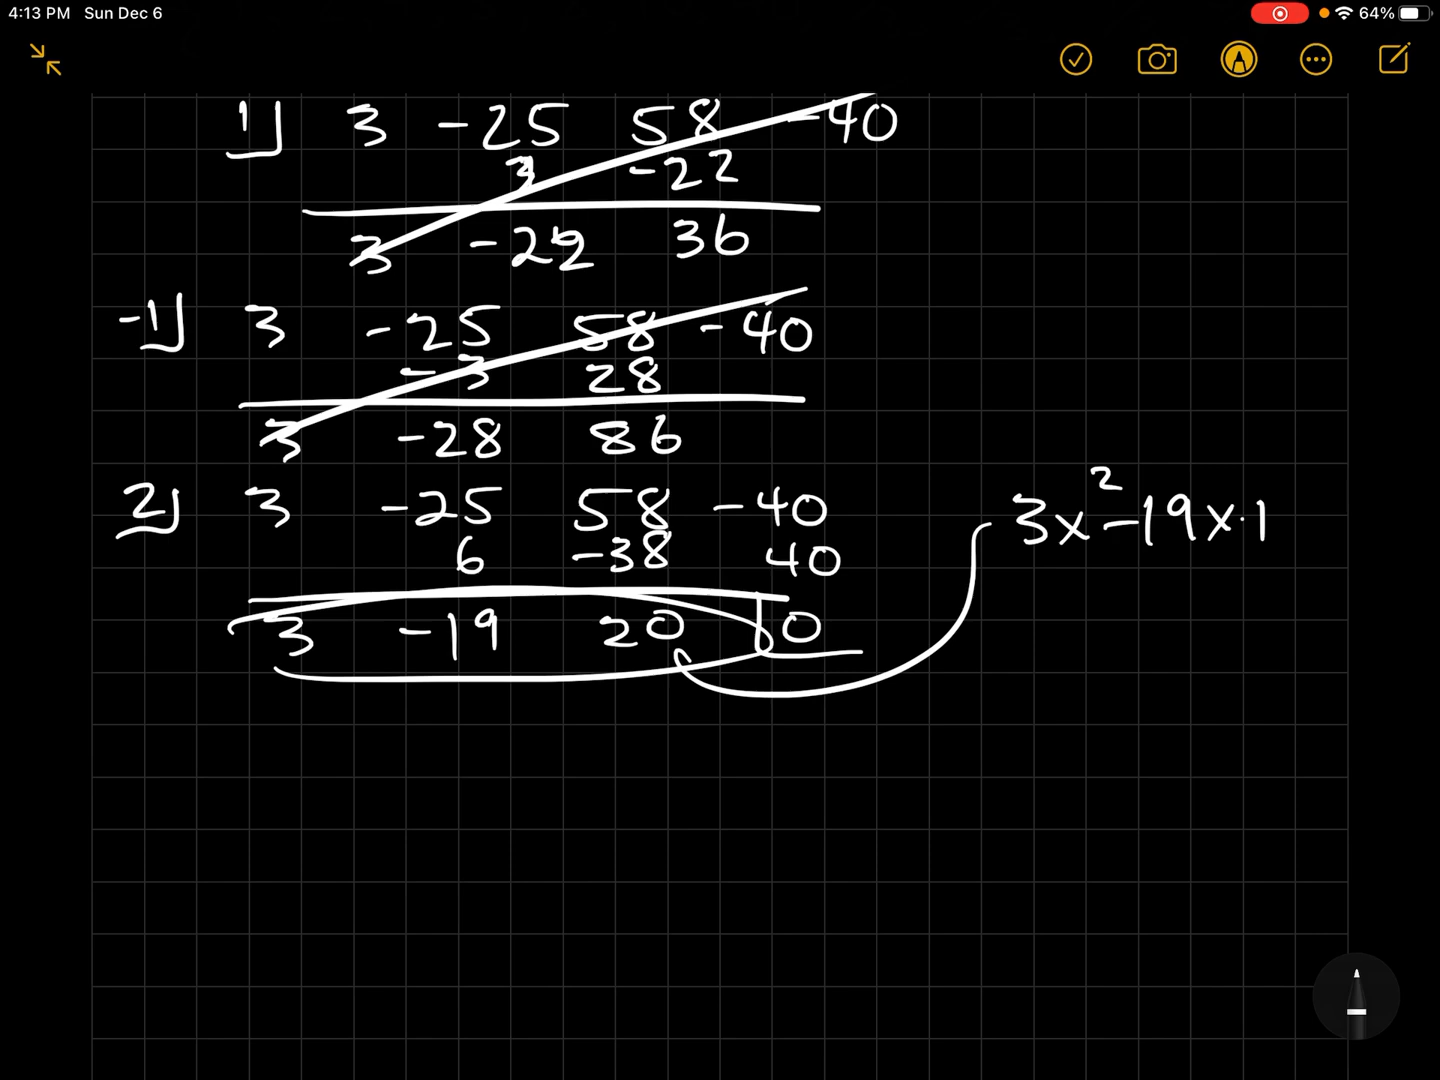 4:13 PM Sun Dec 6
64%
1 3 -25 58 -40
3 -22
3 -22 36
-1 3 -25 58 -40
-3 28
3 -28 86
2 3 -25 58 -40
6 -38 40
3 -19 20 0
3x²-19x·1